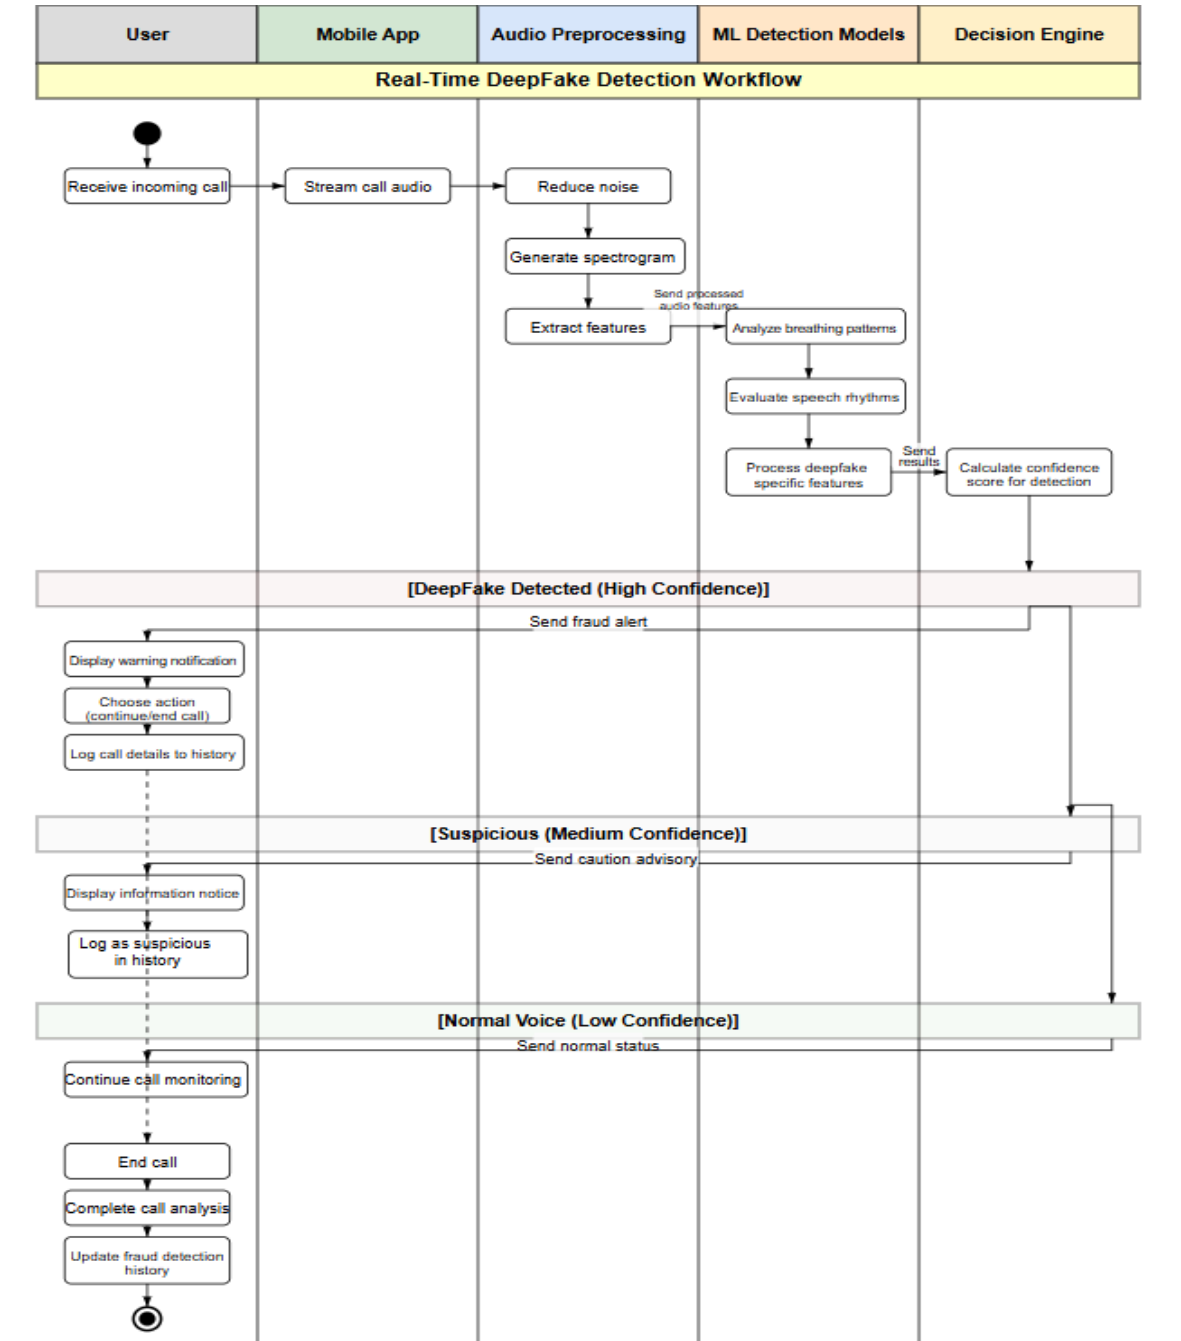 User
Mobile App
Audio Preprocessing
ML Detection Models
Decision Engine
Real-Time DeepFake Detection Workflow
Receive incoming call
Stream call audio
Reduce noise
Generate spectrogram
Send processed
audio features
Extract features
Analyze breathing patterns
Evaluate speech rhythms
Process deepfake
specific features
Send
results
Calculate confidence
score for detection
[DeepFake Detected (High Confidence)]
Send fraud alert
Display warning notification
Choose action
(continue/end call)
Log call details to history
[Suspicious (Medium Confidence)]
Send caution advisory
Display information notice
Log as suspicious
in history
[Normal Voice (Low Confidence)]
Send normal status
Continue call monitoring
End call
Complete call analysis
Update fraud detection
history